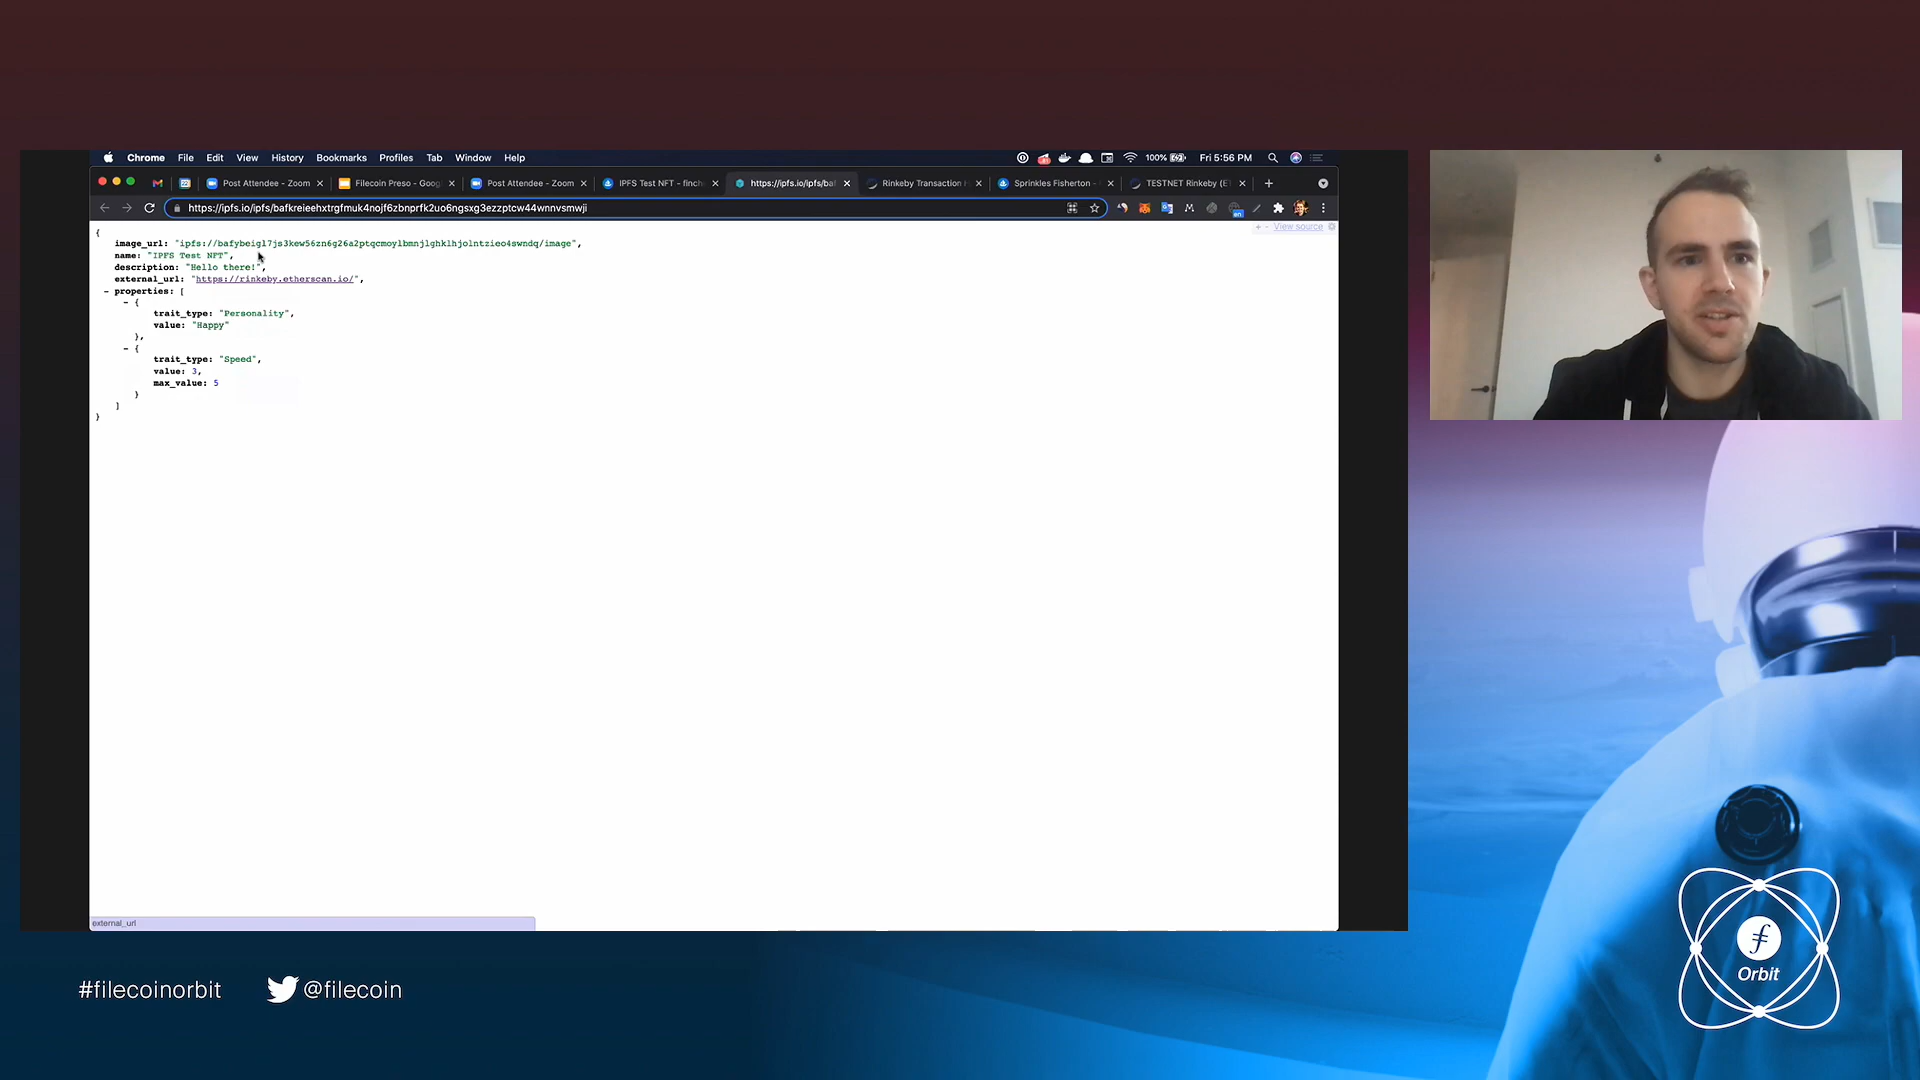 Chrome File Edit View History Bookmarks Profiles Tab Window Help
100% Fri 5:56 PM
Post Attendee - Zoom
Filecoin Preso - Goog
Post Attendee - Zoom
IPFS Test NFT - finch
https://ipfs.io/ipfs/baf
Rinkeby Transaction H
Sprinkles Fisherton -
TESTNET Rinkeby (ET
https://ipfs.io/ipfs/bafkreieehxtrgfmuk4nojf6zbnprfk2uo6ngsxg3ezzptcw44wnnvsmwji
+ - View source
{
image_url: "ipfs://bafybeigl7js3kew56zn6g26a2ptqcmoylbmnjlghklhjolntzieo4swndq/image",
name: "IPFS Test NFT",
description: "Hello there!",
external_url: "https://rinkeby.etherscan.io/",
- properties: [
- {
trait_type: "Personality",
value: "Happy"
},
- {
trait_type: "Speed",
value: 3,
max_value: 5
}
]
}
external_url
#filecoinorbit
@filecoin
Orbit